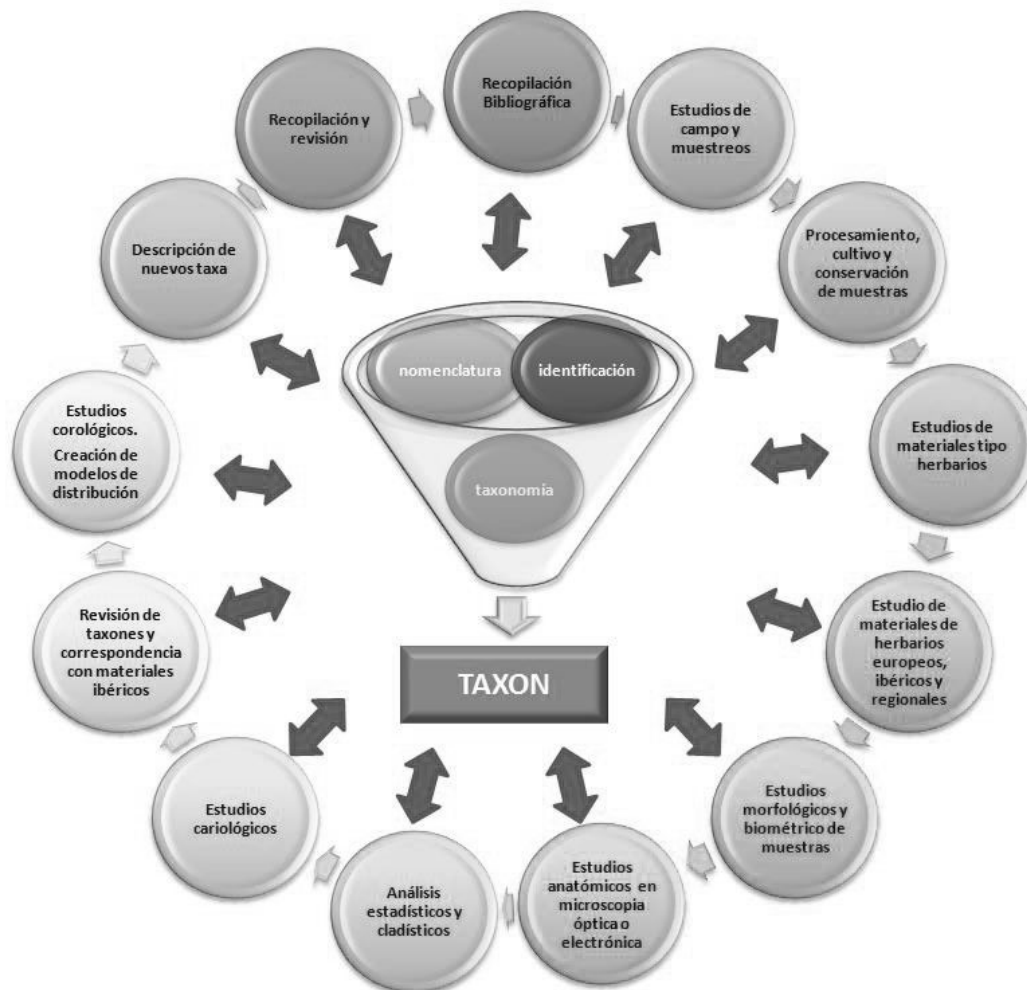 Recopilación
Bibliográfica
Estudios de
campo y
muestreos
Procesamiento,
cultivo y
conservación
de muestras
Estudios de
materiales tipo
herbarios
Estudio de
materiales de
herbarios
europeos,
ibéricos y
regionales
Estudios
morfológicos y
biométrico de
muestras
Estudios
anatómicos en
microscopia
óptica o
electrónica
Análisis
estadísticos y
cladísticos
Estudios
cariológicos
Revisión de
taxones y
correspondencia
con materiales
ibéricos
Estudios
corológicos.
Creación de
modelos de
distribución
Descripción de
nuevos taxa
Recopilación y
revisión
nomenclatura
identificación
taxonomía
TAXON